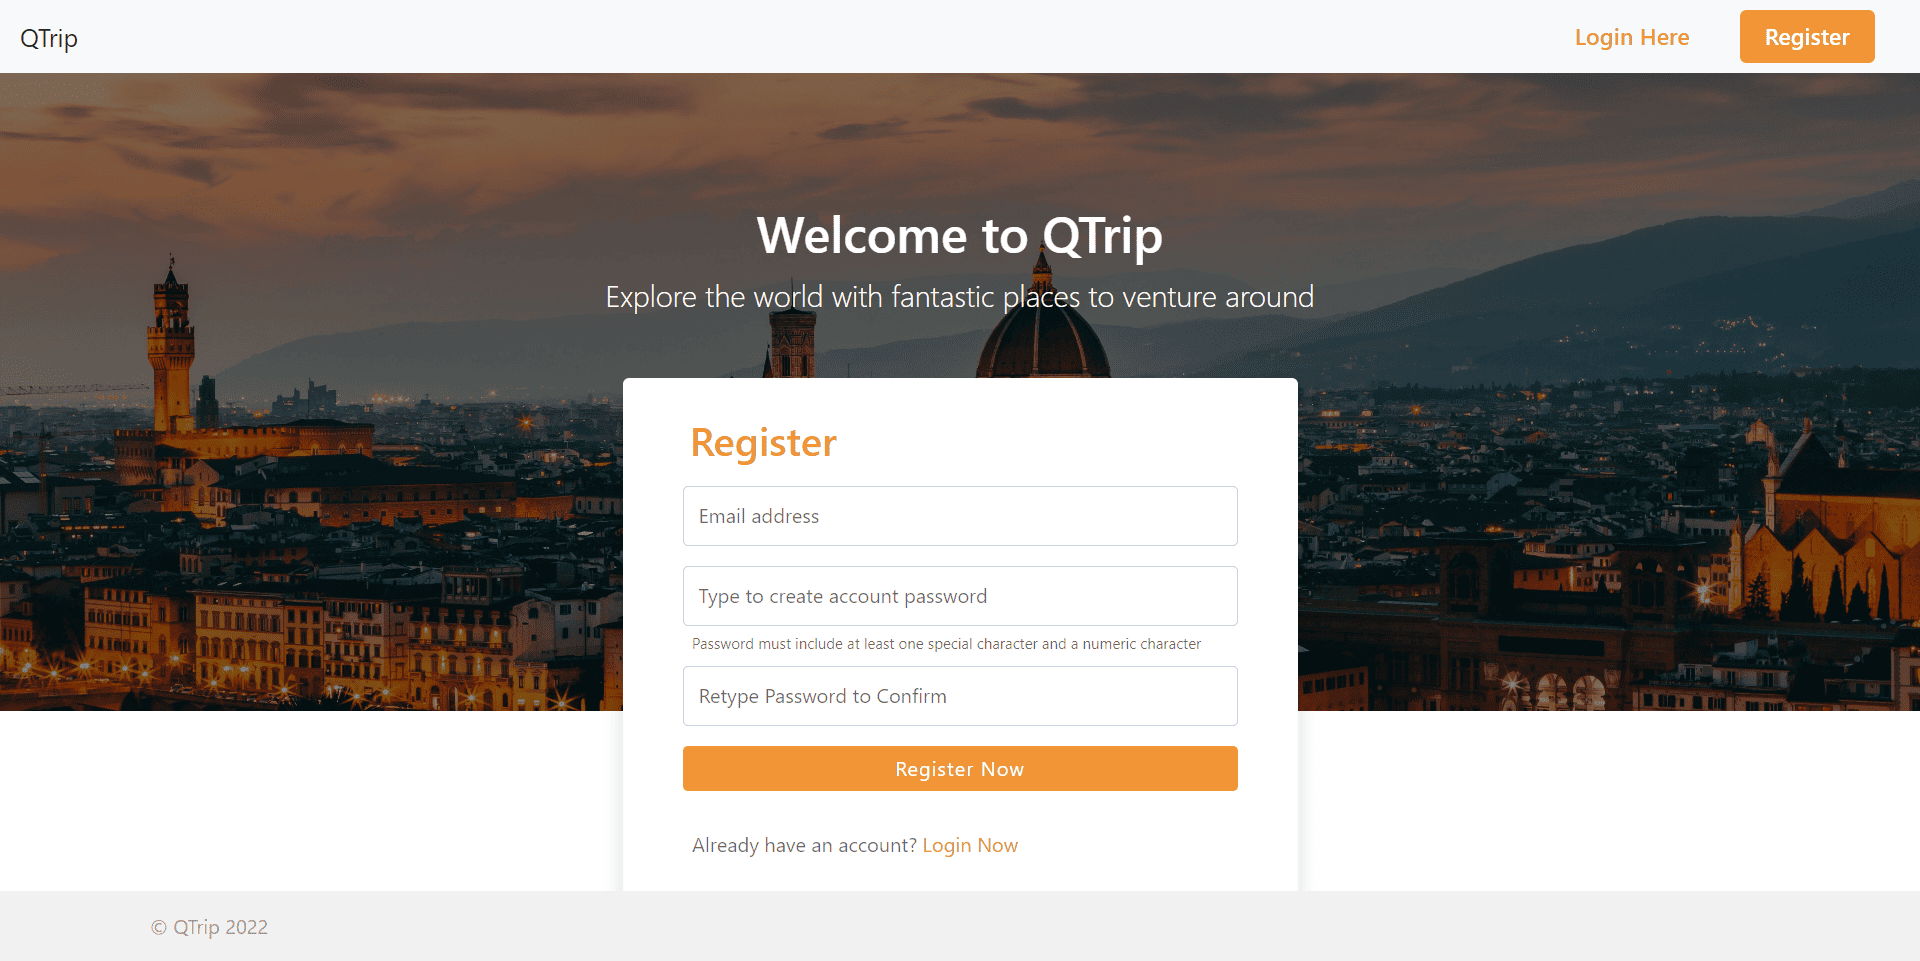 QTrip
Login Here
Register
Welcome to QTrip
Explore the world with fantastic places to venture around
Register
Email address
Type to create account password
Password must include at least one special character and a numeric character
Retype Password to Confirm
Register Now
Already have an account? Login Now
© QTrip 2022